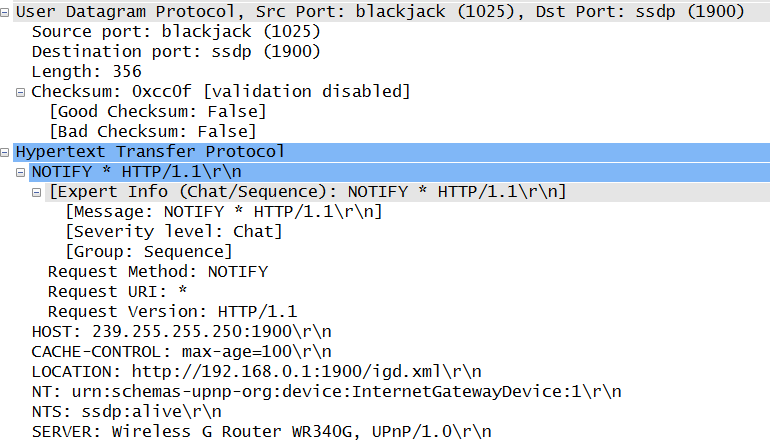 User Datagram Protocol, Src Port: blackjack (1025), Dst Port: ssdp (1900)
Source port: blackjack (1025)
Destination port: ssdp (1900)
Length: 356
Checksum: 0xcc0f [validation disabled]
[Good Checksum: False]
[Bad Checksum: False]
Hypertext Transfer Protocol
NOTIFY * HTTP/1.1\r\n
[Expert Info (Chat/Sequence): NOTIFY * HTTP/1.1\r\n]
[Message: NOTIFY * HTTP/1.1\r\n]
[Severity level: Chat]
[Group: Sequence]
Request Method: NOTIFY
Request URI: *
Request Version: HTTP/1.1
HOST: 239.255.255.250:1900\r\n
CACHE-CONTROL: max-age=100\r\n
LOCATION: http://192.168.0.1:1900/igd.xml\r\n
NT: urn:schemas-upnp-org:device:InternetGatewayDevice:1\r\n
NTS: ssdp:alive\r\n
SERVER: Wireless G Router WR340G, UPnP/1.0\r\n